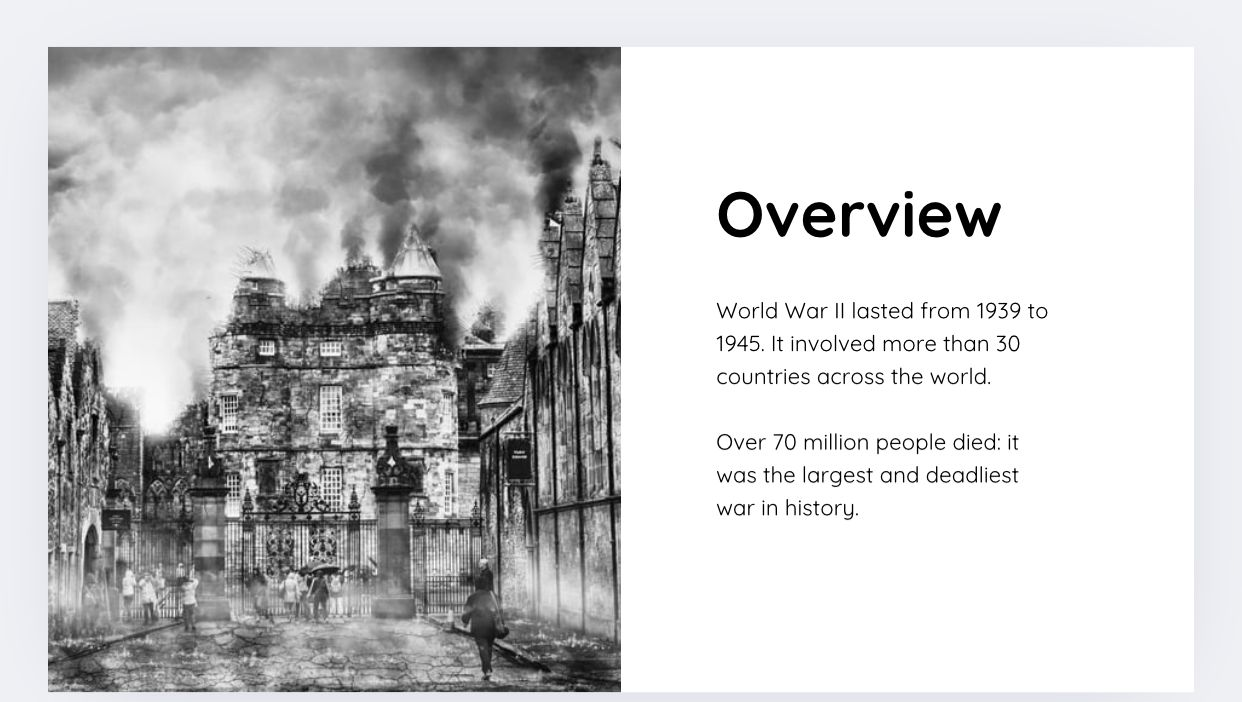 Overview
World War II lasted from 1939 to
1945. It involved more than 30
countries across the world.
Over 70 million people died: it
was the largest and deadliest
war in history.